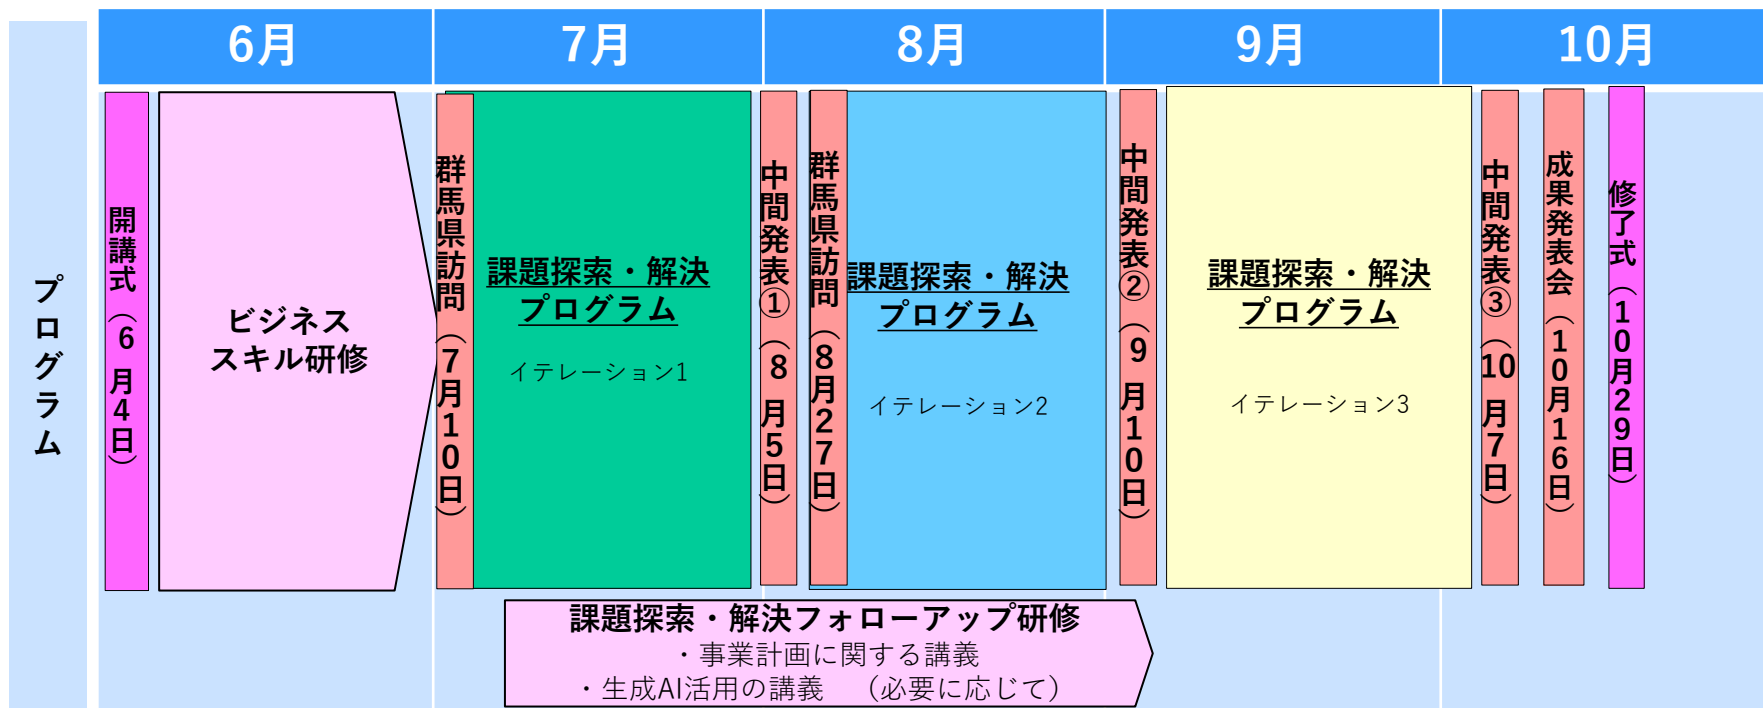 6月
7月
8月
9月
10月
プログラム
開講式（6月4日）
ビジネス
スキル研修
群馬県訪問（7月10日）
課題探索・解決
プログラム
イテレーション1
中間発表①（8月5日）
群馬県訪問（8月27日）
課題探索・解決
プログラム
イテレーション2
中間発表②（9月10日）
課題探索・解決
プログラム
イテレーション3
中間発表③（10月7日）
成果発表会（10月16日）
修了式（10月29日）
課題探索・解決フォローアップ研修
・事業計画に関する講義
・生成AI活用の講義　（必要に応じて）